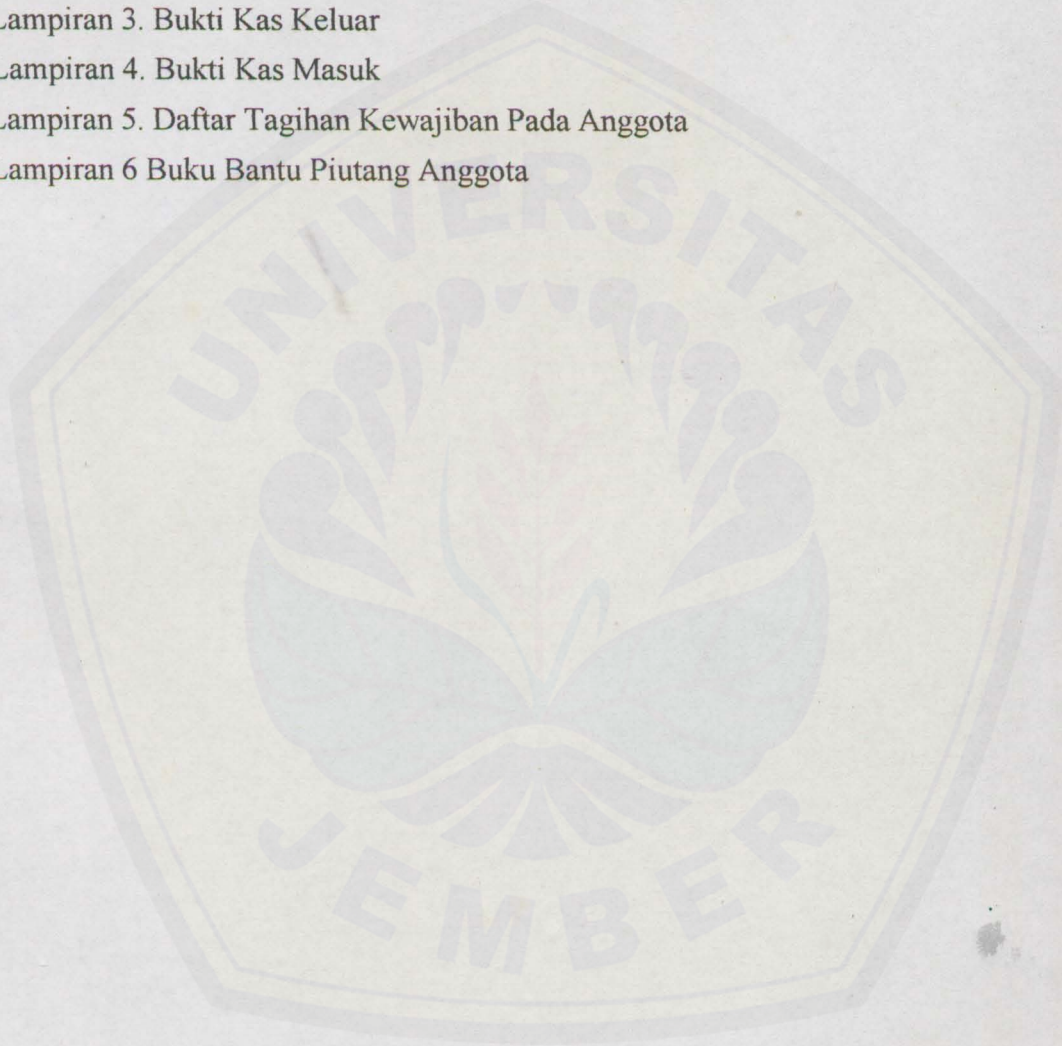 Lampiran 3. Bukti Kas Keluar
Lampiran 4. Bukti Kas Masuk
Lampiran 5. Daftar Tagihan Kewajiban Pada Anggota
Lampiran 6 Buku Bantu Piutang Anggota
UNIVERSITAS
JEMBER